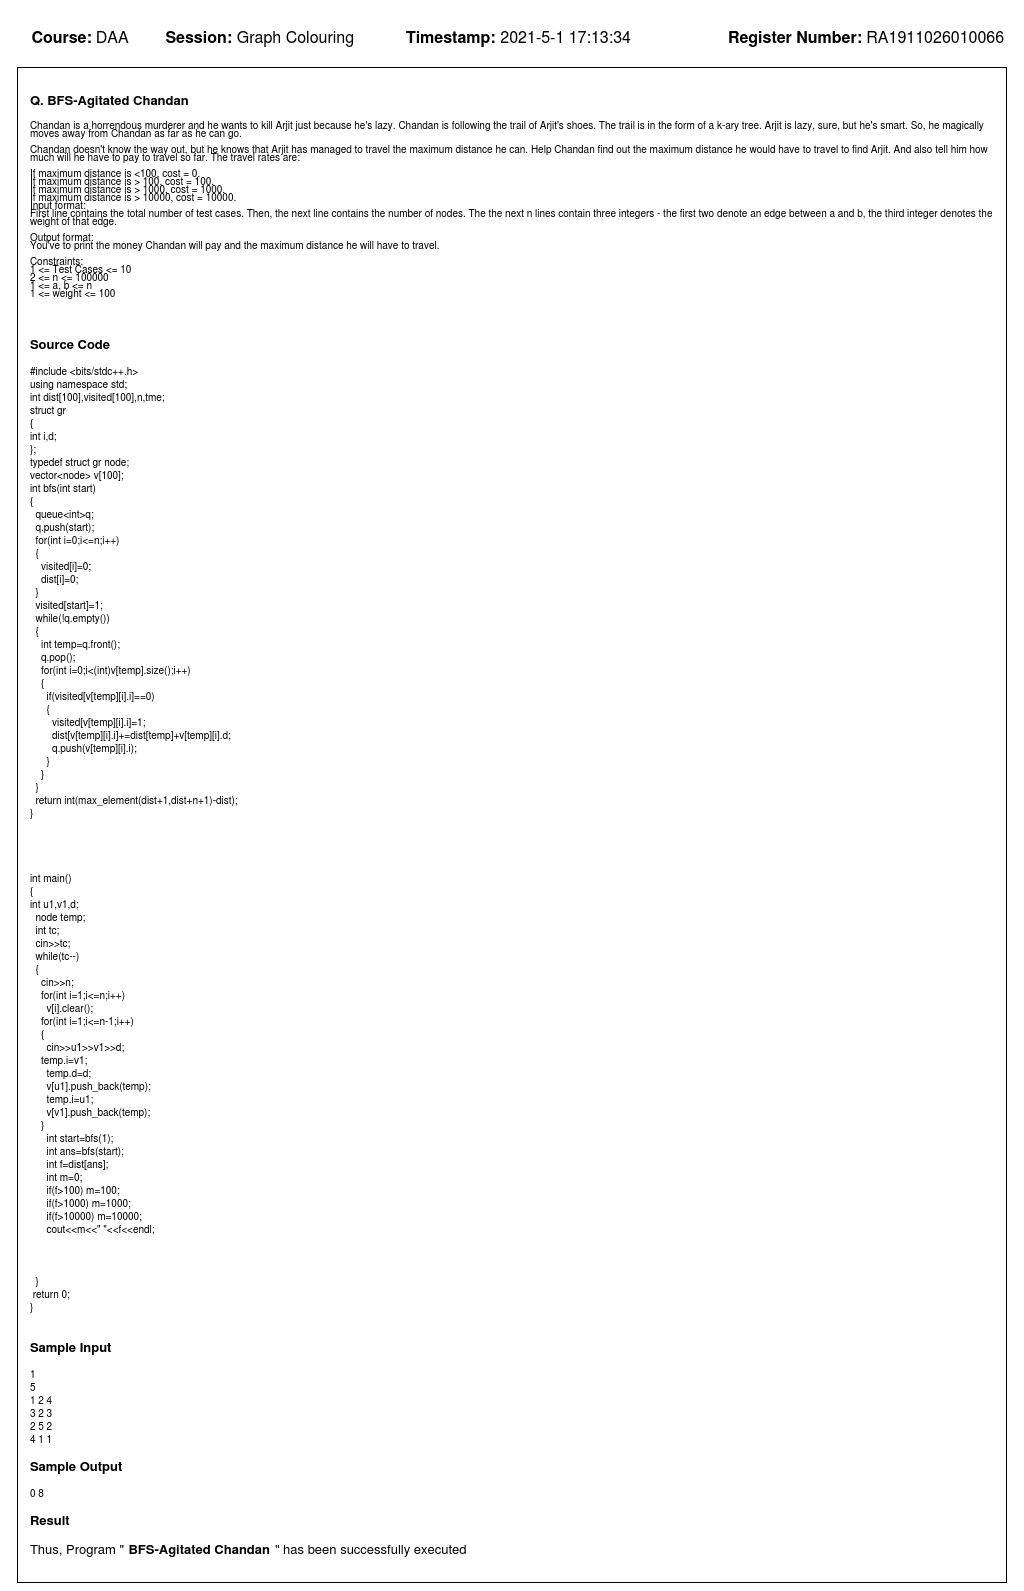 Course: DAA Session: Graph Colouring Timestamp: 2021-5-1 17:13:34 Register Number: RA1911026010066
Q. BFS-Agitated Chandan
Chandan is a horrendous murderer and he wants to kill Arjit just because he's lazy. Chandan is following the trail of Arjit's shoes. The trail is in the form of a k-ary tree. Arjit is lazy, sure, but he's smart. So, he magically
moves away from Chandan as far as he can go.
Chandan doesn't know the way out, but he knows that Arjit has managed to travel the maximum distance he can. Help Chandan find out the maximum distance he would have to travel to find Arjit. And also tell him how
much will he have to pay to travel so far. The travel rates are:
If maximum distance is <100, cost = 0.
If maximum distance is > 100, cost = 100.
If maximum distance is > 1000, cost = 1000.
If maximum distance is > 10000, cost = 10000.
Input format:
First line contains the total number of test cases. Then, the next line contains the number of nodes. The the next n lines contain three integers - the first two denote an edge between a and b, the third integer denotes the
weight of that edge.
Output format:
You've to print the money Chandan will pay and the maximum distance he will have to travel.
Constraints:
1 <= Test Cases <= 10
2 <= n <= 100000
1 <= a, b <= n
1 <= weight <= 100
Source Code
#include <bits/stdc++.h>
using namespace std;
int dist[100],visited[100],n,tme;
struct gr
{
int i,d;
};
typedef struct gr node;
vector<node> v[100];
int bfs(int start)
{
queue<int>q;
q.push(start);
for(int i=0;i<=n;i++)
{
visited[i]=0;
dist[i]=0;
}
visited[start]=1;
while(!q.empty())
{
int temp=q.front();
q.pop();
for(int i=0;i<(int)v[temp].size();i++)
{
if(visited[v[temp][i].i]==0)
{
visited[v[temp][i].i]=1;
dist[v[temp][i].i]+=dist[temp]+v[temp][i].d;
q.push(v[temp][i].i);
}
}
}
return int(max_element(dist+1,dist+n+1)-dist);
}
int main()
{
int u1,v1,d;
node temp;
int tc;
cin>>tc;
while(tc--)
{
cin>>n;
for(int i=1;i<=n;i++)
v[i].clear();
for(int i=1;i<=n-1;i++)
{
cin>>u1>>v1>>d;
temp.i=v1;
temp.d=d;
v[u1].push_back(temp);
temp.i=u1;
v[v1].push_back(temp);
}
int start=bfs(1);
int ans=bfs(start);
int f=dist[ans];
int m=0;
if(f>100) m=100;
if(f>1000) m=1000;
if(f>10000) m=10000;
cout<<m<<" "<<f<<endl;
}
return 0;
}
Sample Input
1
5
1 2 4
3 2 3
2 5 2
4 1 1
Sample Output
0 8
Result
Thus, Program " BFS-Agitated Chandan " has been successfully executed